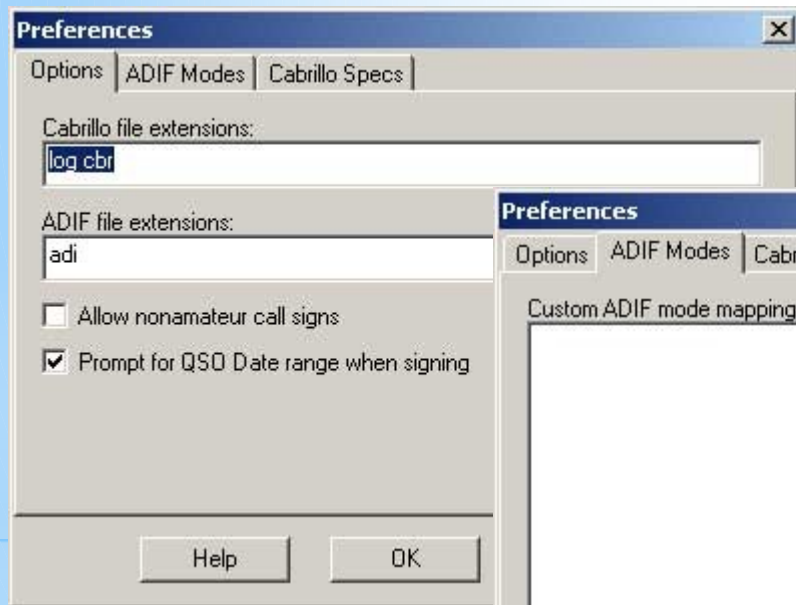 Preferences
Options ADIF Modes Cabrillo Specs
Cabrillo file extensions:
log cbr
ADIF file extensions:
adi
Allow nonamateur call signs
Prompt for QSO Date range when signing
Help OK
Preferences
Options ADIF Modes Cabr
Custom ADIF mode mapping